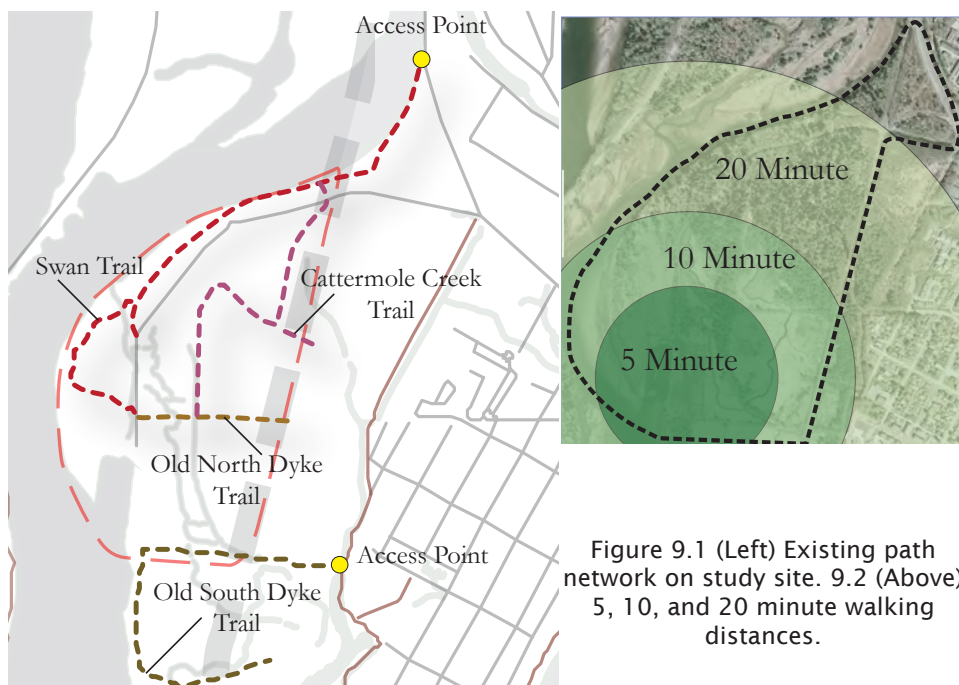 Access Point
Swan Trail
Cattermole Creek
Trail
Old North Dyke
Trail
Access Point
Old South Dyke
Trail
20 Minute
10 Minute
5 Minute
Figure 9.1 (Left) Existing path
network on study site. 9.2 (Above)
5, 10, and 20 minute walking
distances.